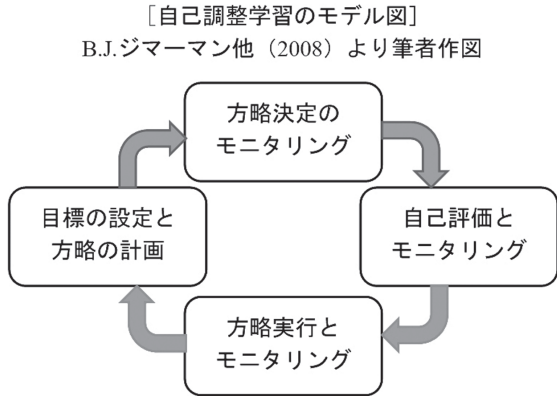 ［自己調整学習のモデル図］
B.J.ジマーマン他（2008）より筆者作図
方略決定の
モニタリング
目標の設定と
方略の計画
自己評価と
モニタリング
方略実行と
モニタリング